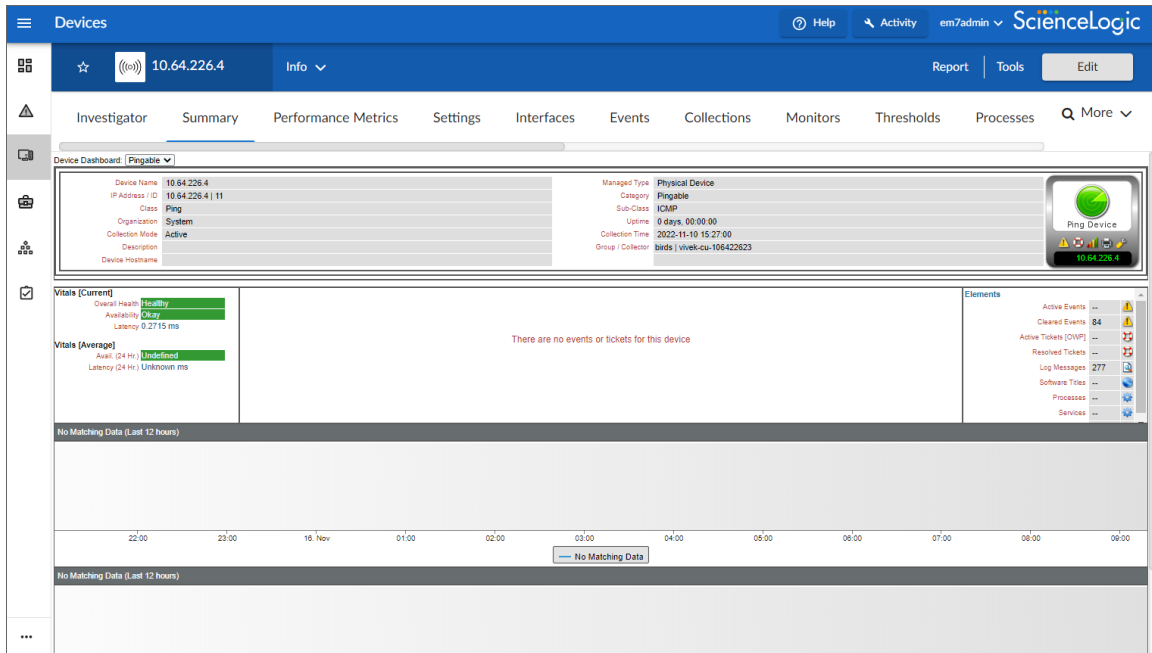 Devices
Help
Activity
em7admin
ScienceLogic
10.64.226.4
Info
Report
Tools
Edit
Investigator
Summary
Performance Metrics
Settings
Interfaces
Events
Collections
Monitors
Thresholds
Processes
More
Device Dashboard: Pingable
Device Name 10.64.226.4
IP Address / ID 10.64.226.4 | 11
Class Ping
Organization System
Collection Mode Active
Description
Device Hostname
Managed Type Physical Device
Category Pingable
Sub-Class ICMP
Uptime 0 days, 00:00:00
Collection Time 2022-11-10 15:27:00
Group / Collector birds | vivek-cu-106422623
Ping Device
10.64.226.4
Vitals [Current]
Overall Health Healthy
Availability Okay
Latency 0.2715 ms
Vitals [Average]
Avail. (24 Hr.) Undefined
Latency (24 Hr.) Unknown ms
There are no events or tickets for this device
Elements
Active Events --
Cleared Events 84
Active Tickets [OWP] --
Resolved Tickets --
Log Messages 277
Software Titles --
Processes --
Services --
No Matching Data (Last 12 hours)
22:00 23:00 16. Nov 01:00 02:00 03:00 04:00 05:00 06:00 07:00 08:00 09:00
No Matching Data
No Matching Data (Last 12 hours)